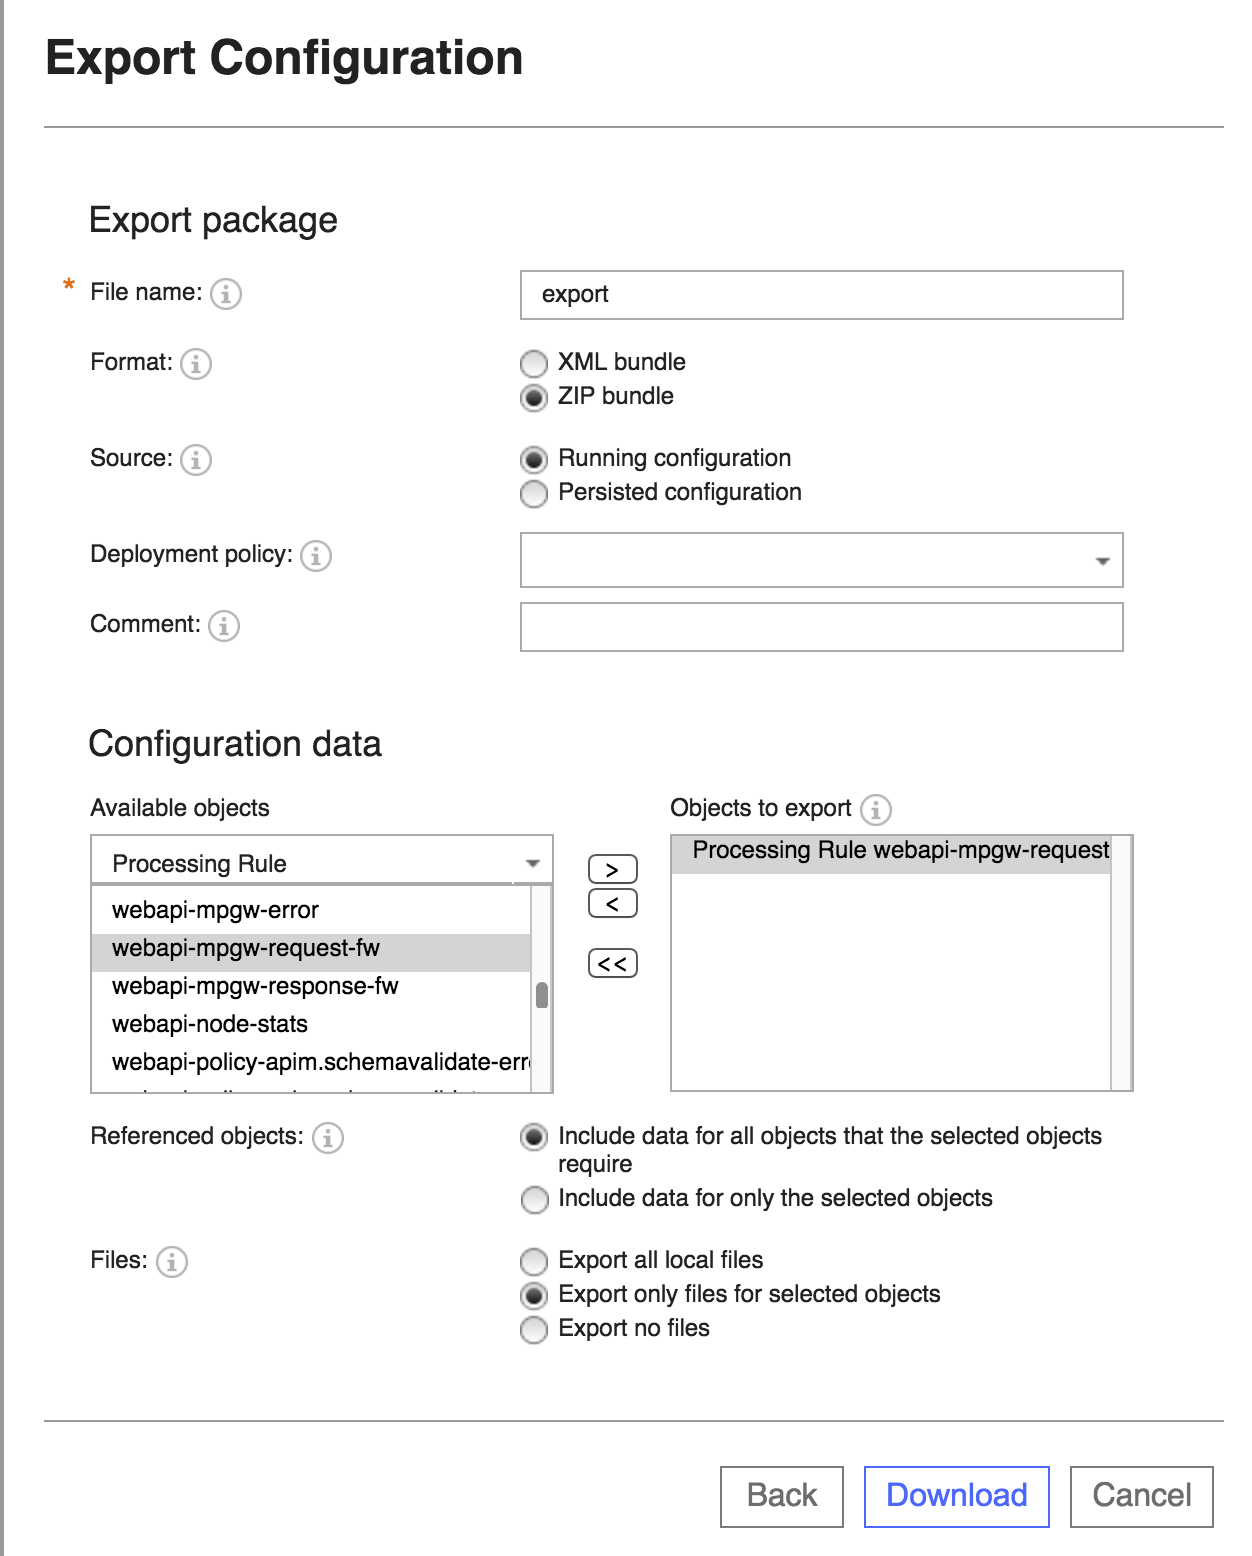 Export Configuration
Export package
* File name:
export
Format:
XML bundle
ZIP bundle
Source:
Running configuration
Persisted configuration
Deployment policy:
Comment:
Configuration data
Available objects
Objects to export
Processing Rule
webapi-mpgw-error
webapi-mpgw-request-fw
webapi-mpgw-response-fw
webapi-node-stats
webapi-policy-apim.schemavalidate-err
>
<
<<
Processing Rule webapi-mpgw-request
Referenced objects:
Include data for all objects that the selected objects
require
Include data for only the selected objects
Files:
Export all local files
Export only files for selected objects
Export no files
Back
Download
Cancel